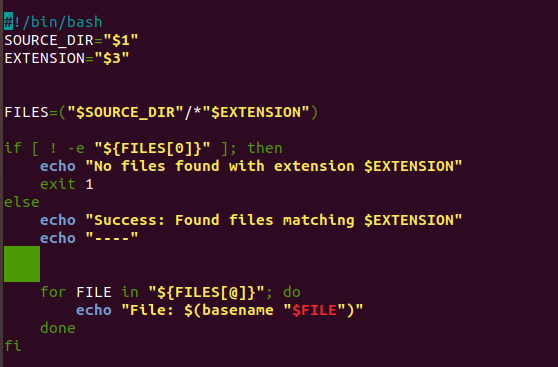 #!/bin/bash
SOURCE_DIR="$1"
EXTENSION="$3"
FILES=("$SOURCE_DIR"/*"$EXTENSION")
if [ ! -e "${FILES[0]}" ]; then
    echo "No files found with extension $EXTENSION"
    exit 1
else
    echo "Success: Found files matching $EXTENSION"
    echo "----"
    for FILE in "${FILES[@]}"; do
        echo "File: $(basename "$FILE")"
    done
fi